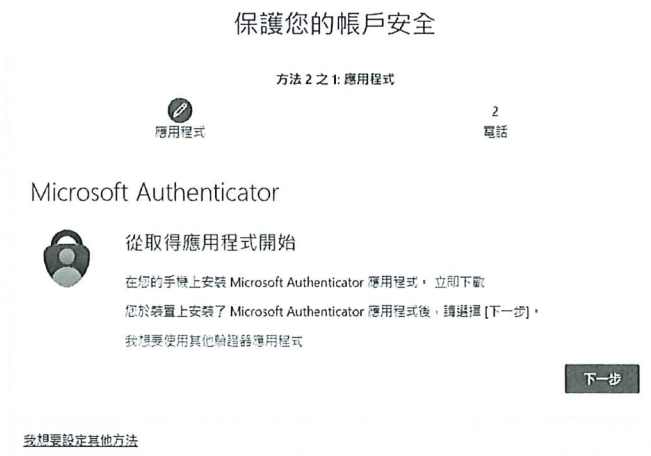 保護您的帳戶安全
方法 2 之 1: 應用程式
2
應用程式
電話
Microsoft Authenticator
從取得應用程式開始
在您的手機上安裝 Microsoft Authenticator 應用程式。 立即下載
您於裝置上安裝了 Microsoft Authenticator 應用程式後，請選擇 [下一步]。
我想要使用其他驗證器應用程式
下一步
我想要設定其他方法